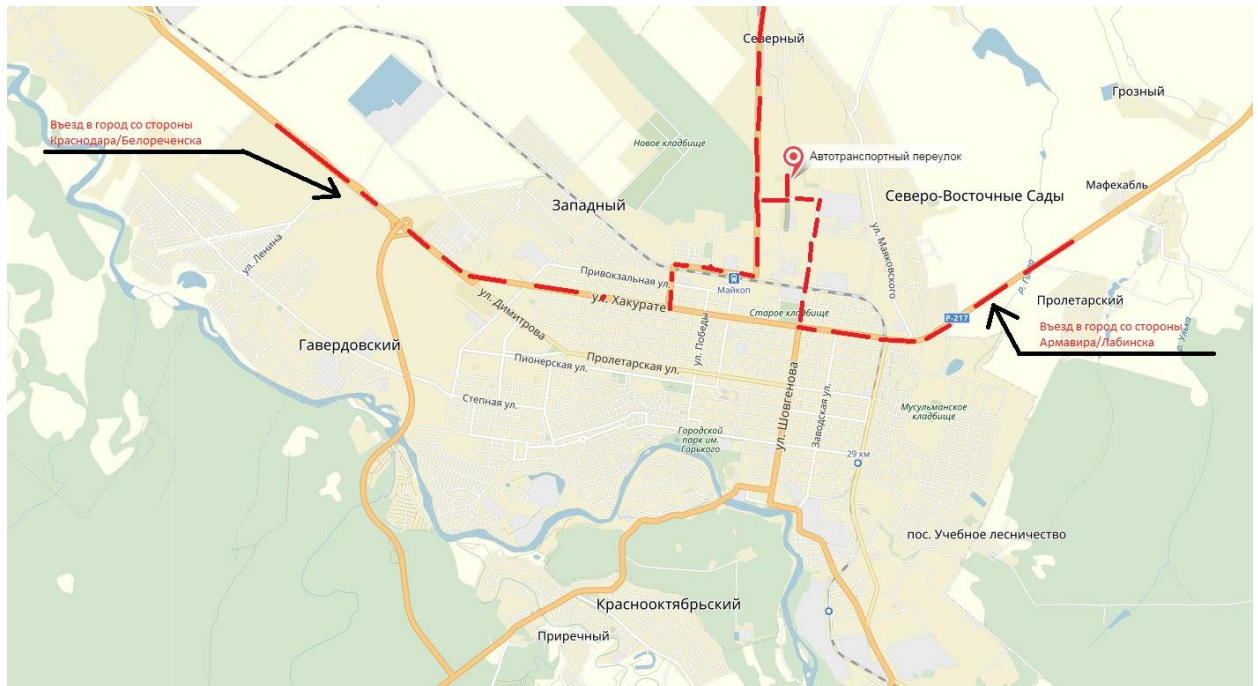 Северный
Грозный
Въезд в город со стороны
Краснодара/Белореченска
Новое кладбище
Автотранспортный переулок
Мафехабль
Северо-Восточные Сады
Западный
ул. Ленина
ул. Маяковского
р. Гиага
Привокзальная ул.
Майкоп
ул. Хакурате
Старое кладбище
Р-217
Пролетарский
р. Улька
ул. Димитрова
Въезд в город со стороны
Армавира/Лабинска
Гавердовский
ул. Победы
Пролетарская ул.
Пионерская ул.
Степная ул.
ул. Шовгенова
Заводская ул.
Мусульманское
кладбище
Городской
парк им.
Горького
29 км
пос. Учебное лесничество
Краснооктябрьский
Приречный